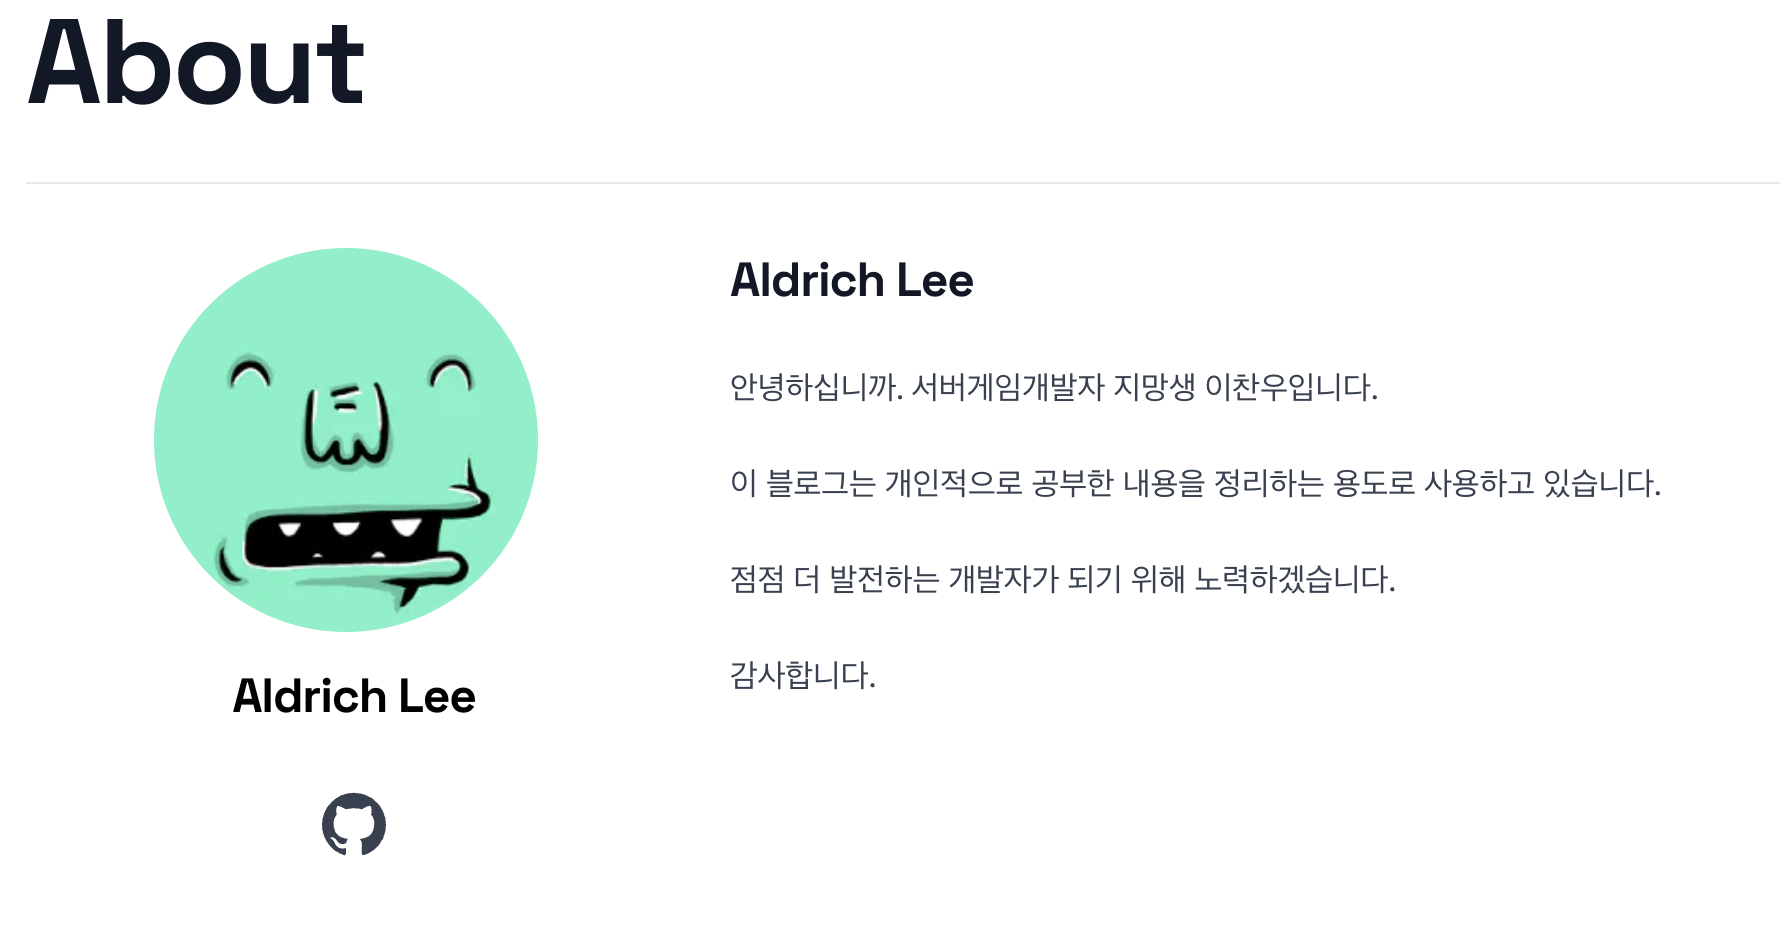 About
Aldrich Lee
Aldrich Lee
안녕하십니까. 서버게임개발자 지망생 이찬우입니다.
이 블로그는 개인적으로 공부한 내용을 정리하는 용도로 사용하고 있습니다.
점점 더 발전하는 개발자가 되기 위해 노력하겠습니다.
감사합니다.